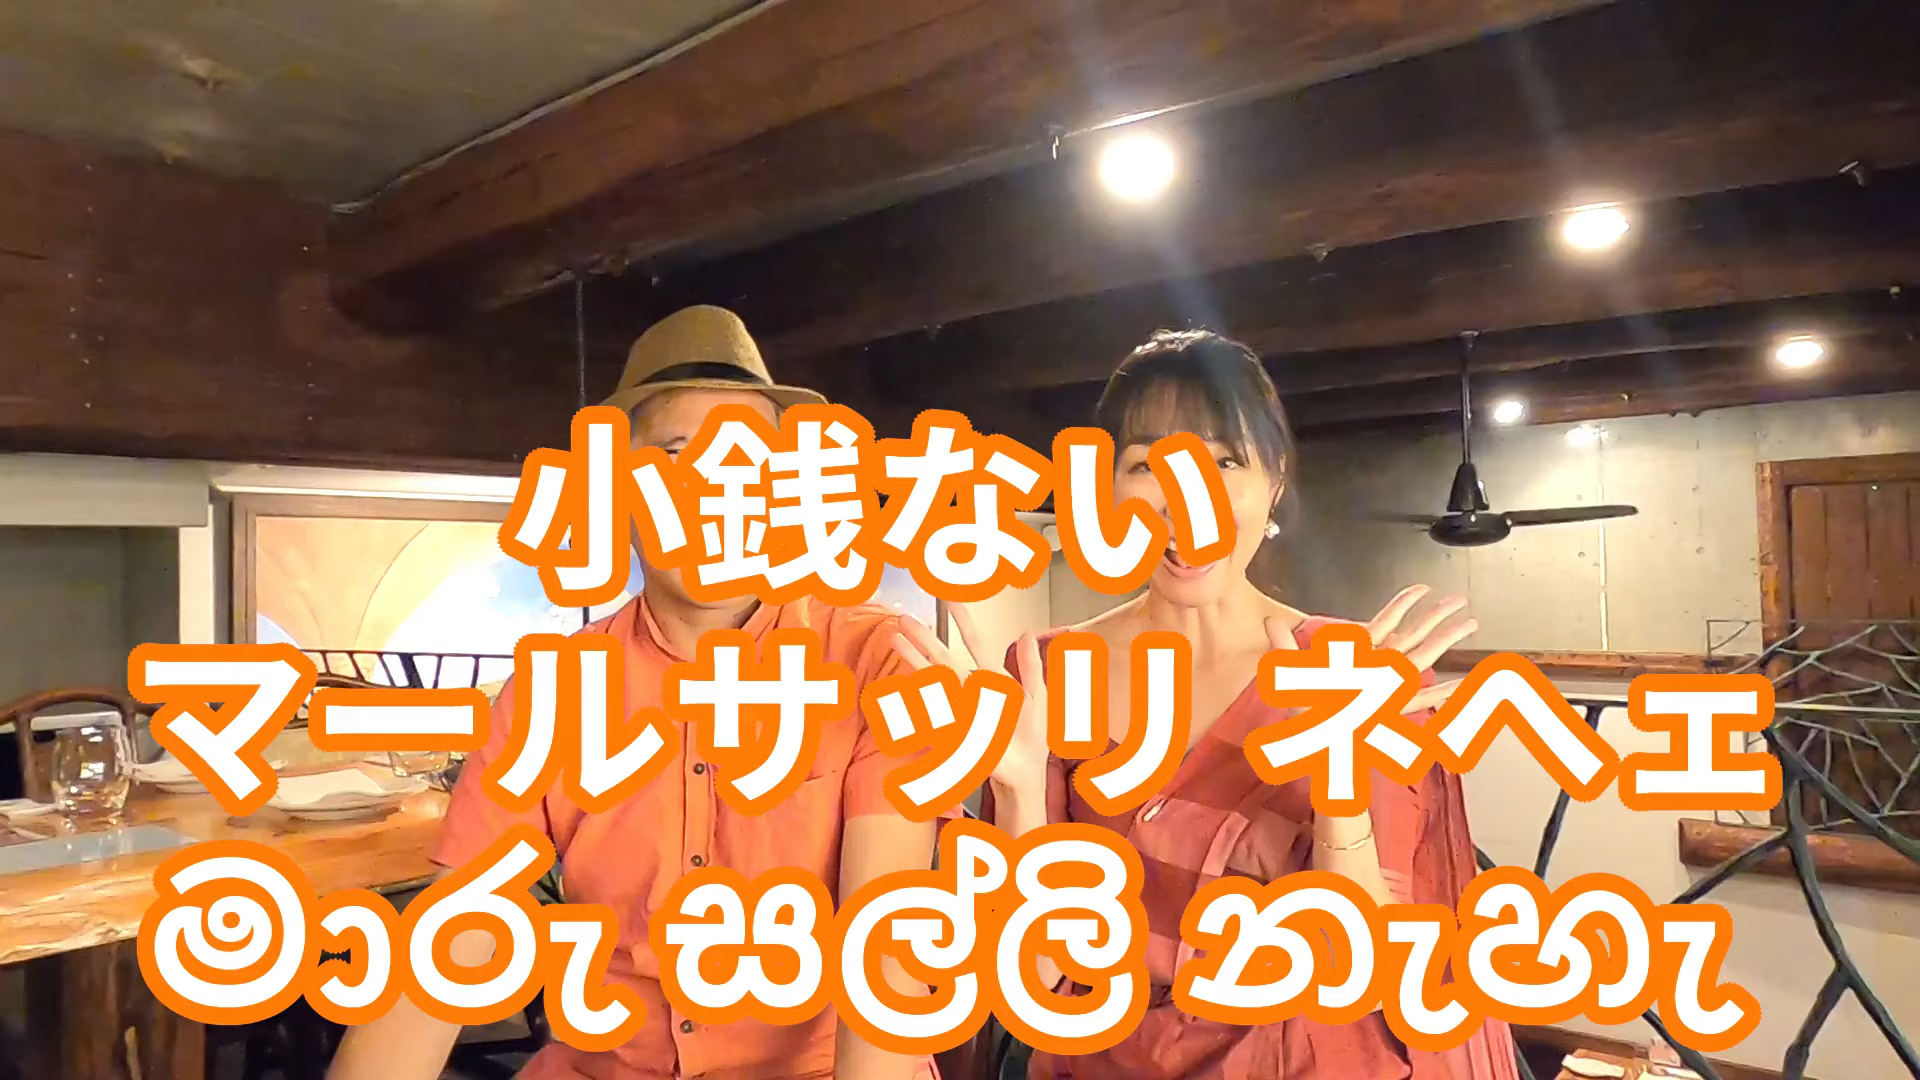 小銭ない
マールサッリ ネヘェ
මාරුැ සල්ලි නැහැ